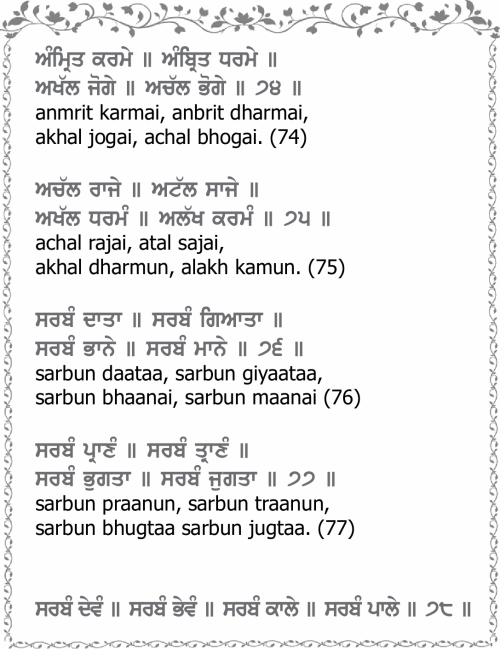 ਅੰਮ੍ਰਿਤ ਕਰਮੇ ॥ ਅੰਬ੍ਰਿਤ ਧਰਮੇ ॥
ਅਖੱਲ ਜੋਗੇ ॥ ਅਚੱਲ ਭੋਗੇ ॥ ੭੪ ॥
anmrit karmai, anbrit dharmai,
akhal jogai, achal bhogai. (74)
ਅਚੱਲ ਰਾਜੇ ॥ ਅਟੱਲ ਸਾਜੇ ॥
ਅਖੱਲ ਧਰਮੰ ॥ ਅਲੱਖ ਕਰਮੰ ॥ ੭੫ ॥
achal rajai, atal sajai,
akhal dharmun, alakh kamun. (75)
ਸਰਬੰ ਦਾਤਾ ॥ ਸਰਬੰ ਗਿਆਤਾ ॥
ਸਰਬੰ ਭਾਨੇ ॥ ਸਰਬੰ ਮਾਨੇ ॥ ੭੬ ॥
sarbun daataa, sarbun giyaataa,
sarbun bhaanai, sarbun maanai (76)
ਸਰਬੰ ਪ੍ਰਾਣੰ ॥ ਸਰਬੰ ਤ੍ਰਾਣੰ ॥
ਸਰਬੰ ਭੁਗਤਾ ॥ ਸਰਬੰ ਜੁਗਤਾ ॥ ੭੭ ॥
sarbun praanun, sarbun traanun,
sarbun bhugtaa sarbun jugtaa. (77)
ਸਰਬੰ ਦੇਵੰ ॥ ਸਰਬੰ ਭੇਵੰ ॥ ਸਰਬੰ ਕਾਲੇ ॥ ਸਰਬੰ ਪਾਲੇ ॥ ੭੮ ॥